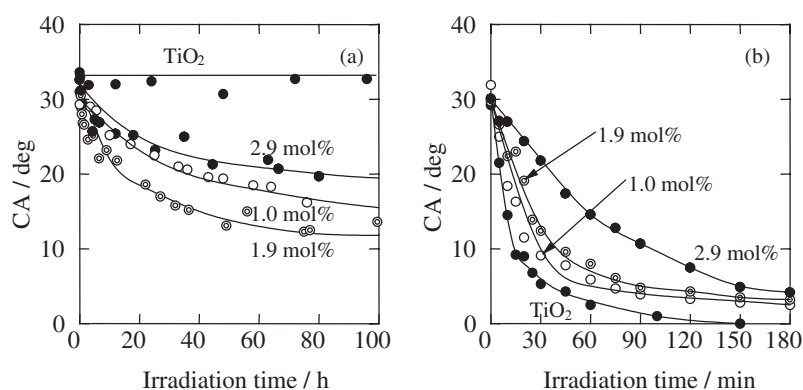 40
30
20
10
0
CA / deg
TiO2
(a)
2.9 mol%
1.0 mol%
1.9 mol%
0 20 40 60 80 100
Irradiation time / h
40
30
20
10
0
CA / deg
(b)
1.9 mol%
1.0 mol%
2.9 mol%
TiO2
0 30 60 90 120 150 180
Irradiation time / min